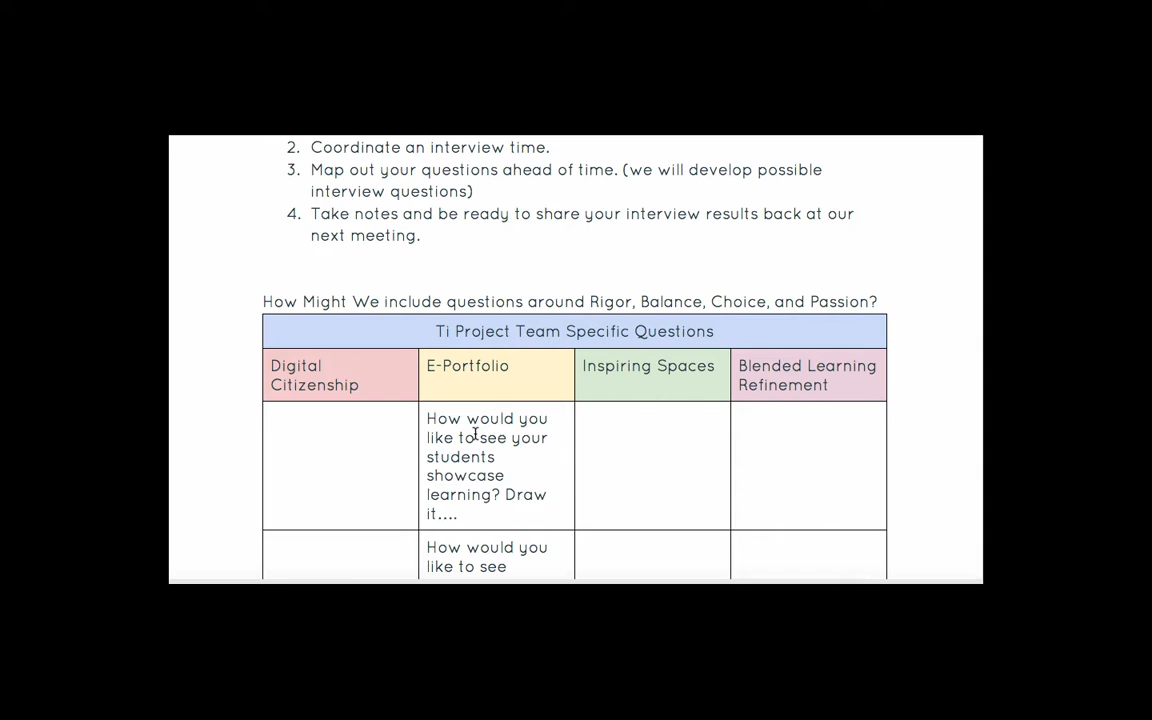 2. Coordinate an interview time.
3. Map out your questions ahead of time. (we will develop possible
interview questions)
4. Take notes and be ready to share your interview results back at our
next meeting.
How Might We include questions around Rigor, Balance, Choice, and Passion?
Ti Project Team Specific Questions
Digital
Citizenship
E-Portfolio
Inspiring Spaces
Blended Learning
Refinement
How would you
like to see your
students
showcase
learning? Draw
it....
How would you
like to see